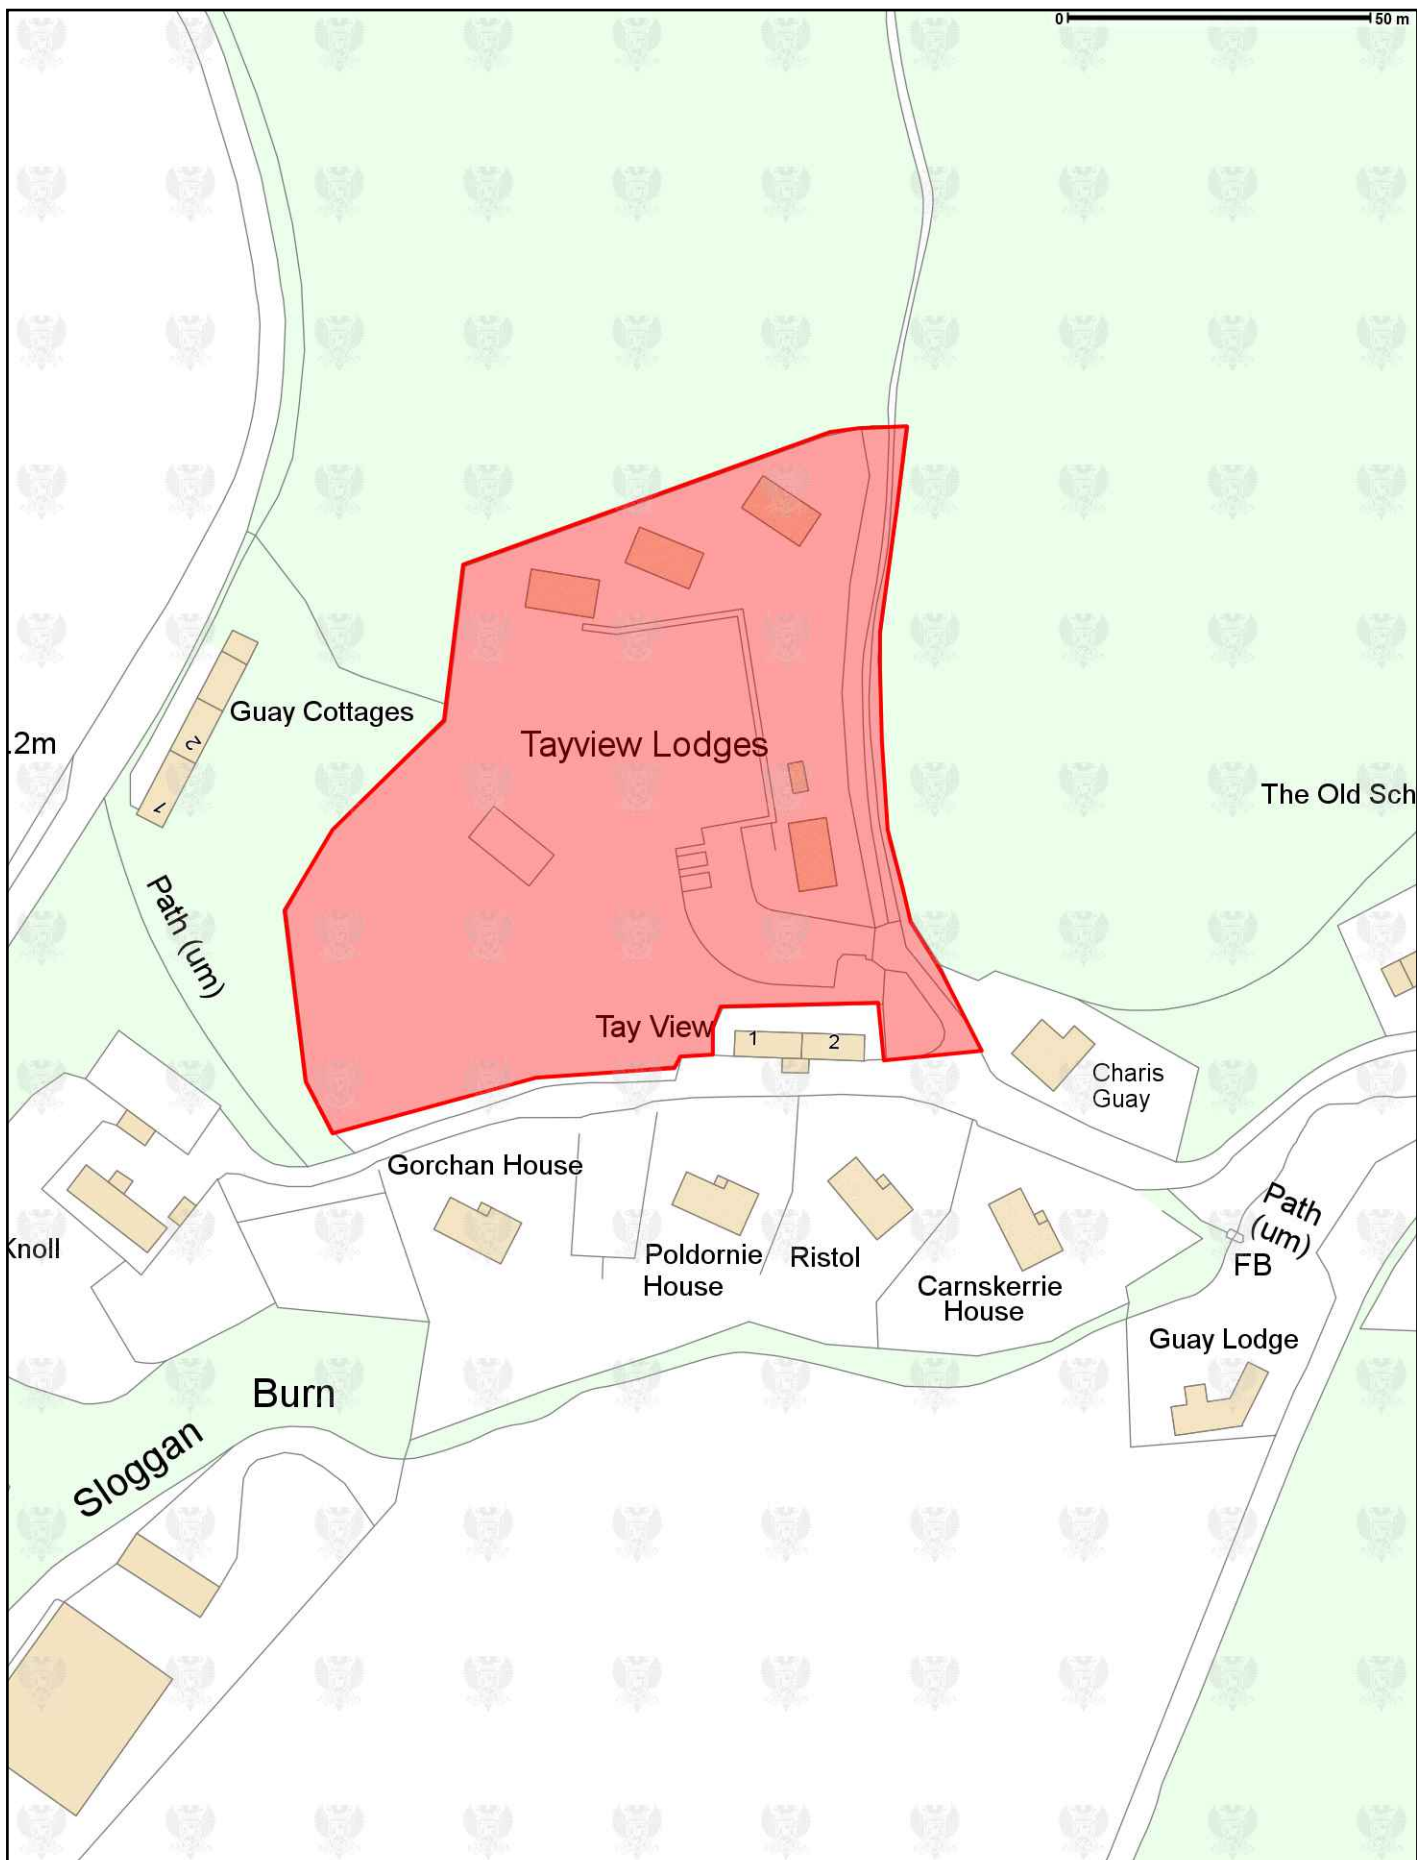 0 50 m
Guay Cottages
2
1
.2m
Tayview Lodges
The Old Sch
Path (um)
Tay View
1
2
Charis
Guay
Gorchan House
Knoll
Poldornie
House
Ristol
Carnskerrie
House
Path
(um)
FB
Guay Lodge
Burn
Sloggan